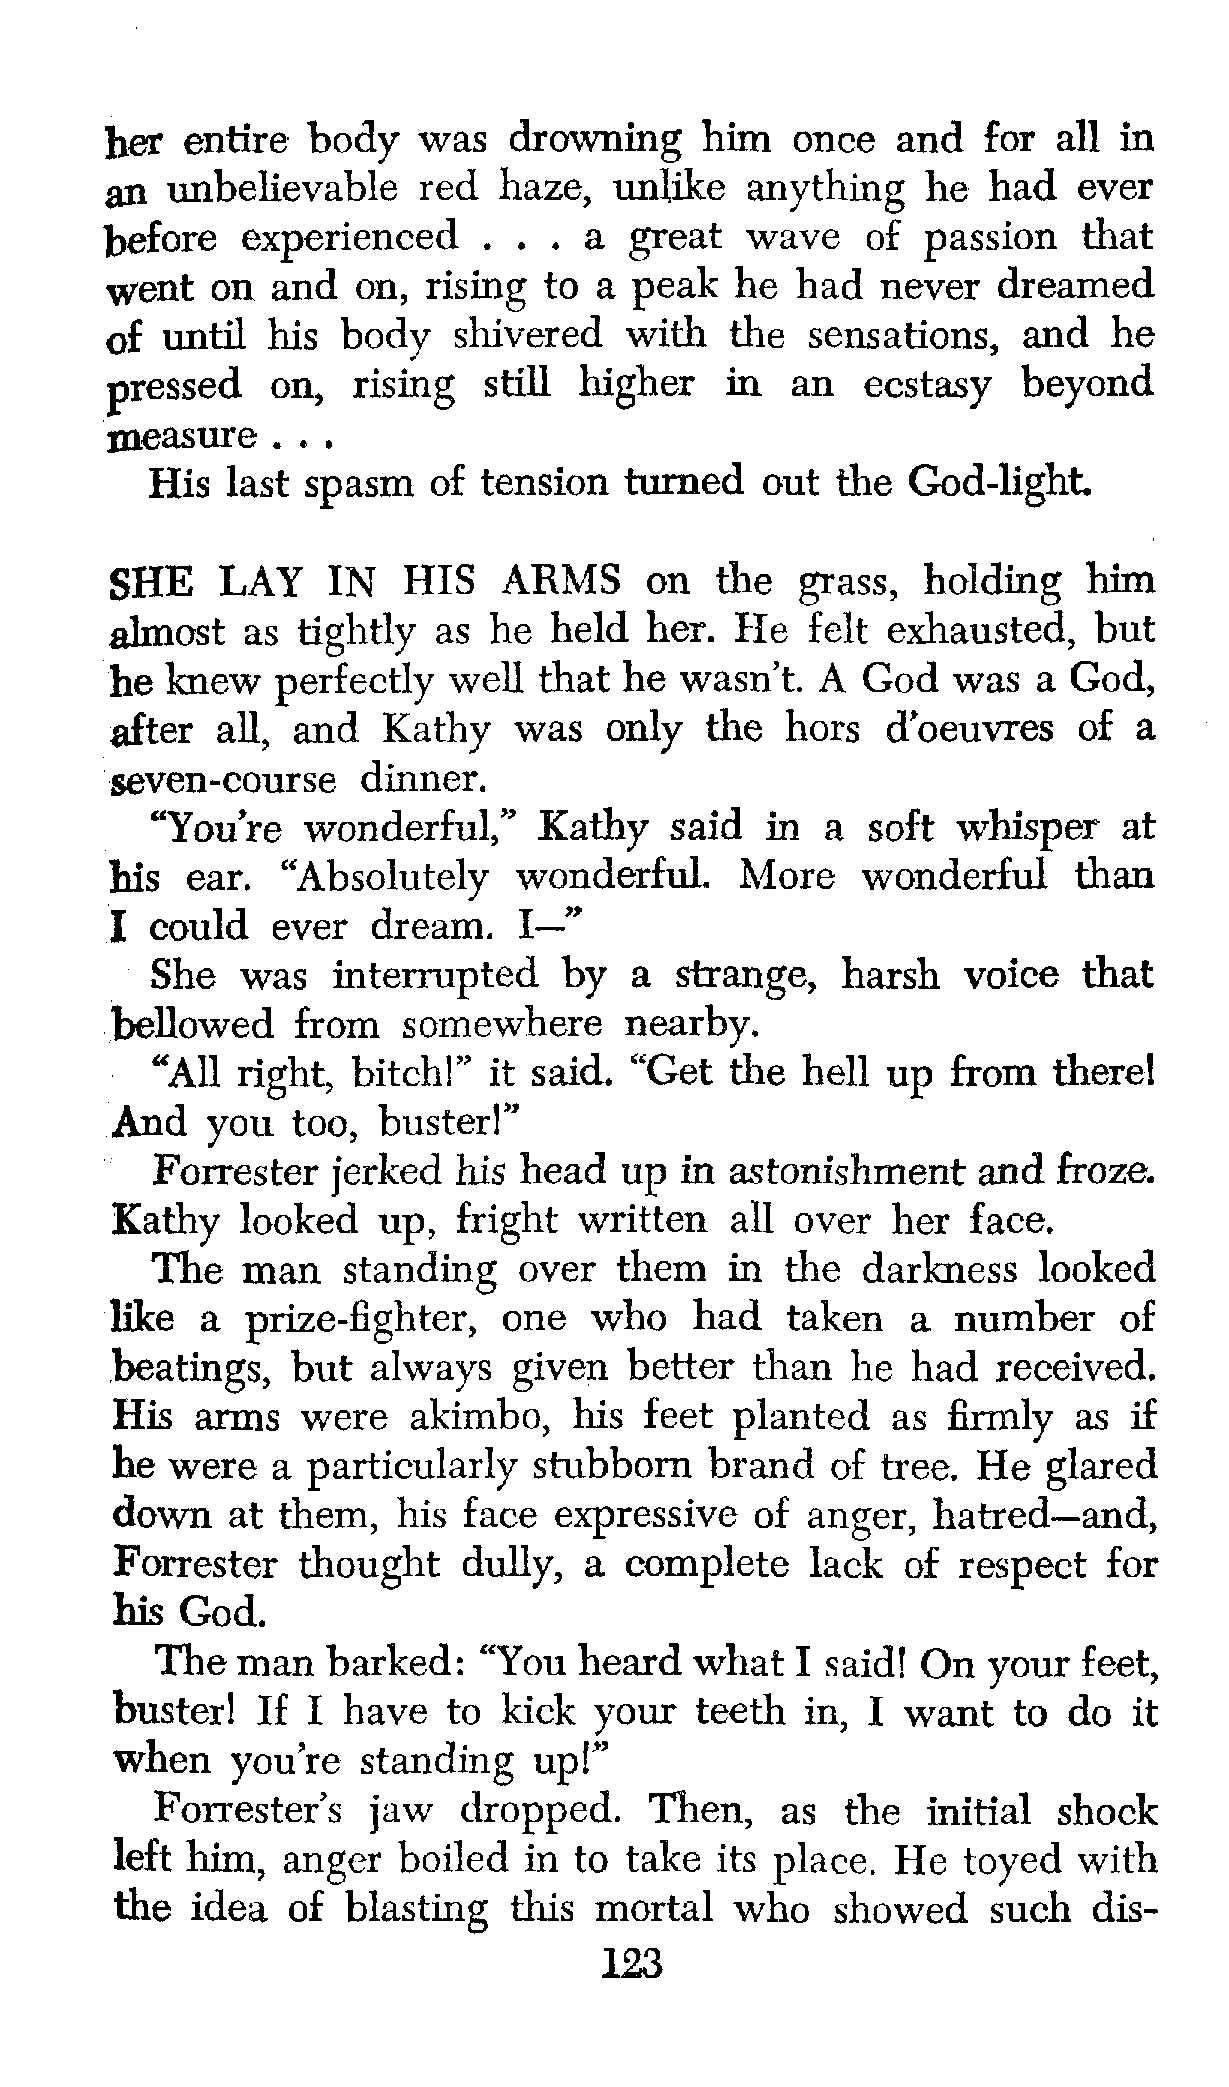 her entire body was drowning him once and for all in
an unbelievable red haze, unlike anything he had ever
before experienced . . . a great wave of passion that
went on and on, rising to a peak he had never dreamed
of until his body shivered with the sensations, and he
pressed on, rising still higher in an ecstasy beyond
measure . . .
His last spasm of tension turned out the God-light.
SHE LAY IN HIS ARMS on the grass, holding him
almost as tightly as he held her. He felt exhausted, but
he knew perfectly well that he wasn't. A God was a God,
after all, and Kathy was only the hors d'oeuvres of a
seven-course dinner.
"You're wonderful," Kathy said in a soft whisper at
his ear. "Absolutely wonderful. More wonderful than
I could ever dream. I—"
She was interrupted by a strange, harsh voice that
bellowed from somewhere nearby.
"All right, bitch!" it said. "Get the hell up from there!
And you too, buster!"
Forrester jerked his head up in astonishment and froze.
Kathy looked up, fright written all over her face.
The man standing over them in the darkness looked
like a prize-fighter, one who had taken a number of
beatings, but always given better than he had received.
His arms were akimbo, his feet planted as firmly as if
he were a particularly stubborn brand of tree. He glared
down at them, his face expressive of anger, hatred—and,
Forrester thought dully, a complete lack of respect for
his God.
The man barked: "You heard what I said! On your feet,
buster! If I have to kick your teeth in, I want to do it
when you're standing up!"
Forrester's jaw dropped. Then, as the initial shock
left him, anger boiled in to take its place. He toyed with
the idea of blasting this mortal who showed such dis-
123